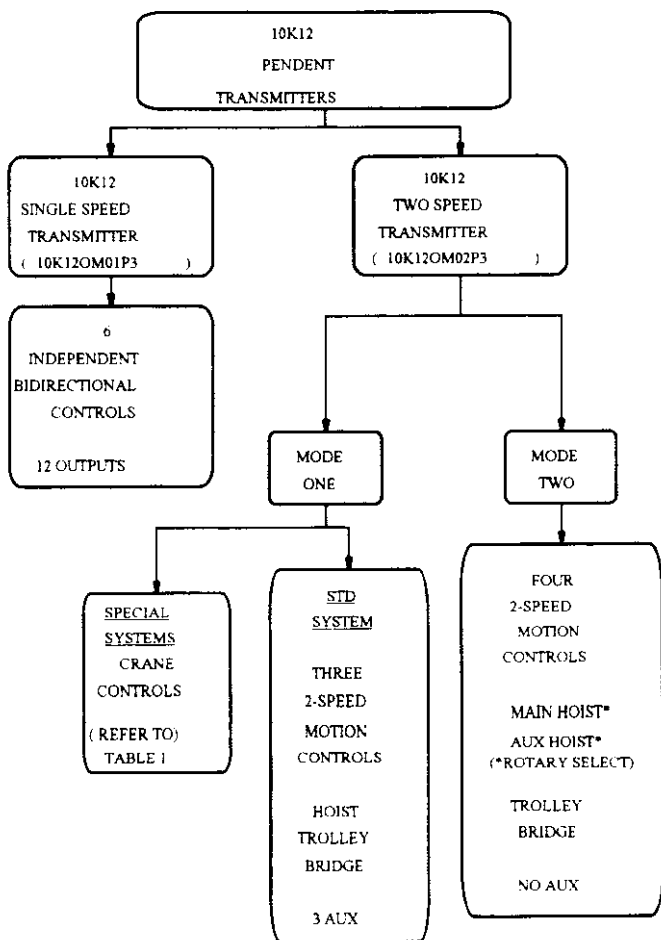 10K12
PENDENT
TRANSMITTERS
10K12
SINGLE SPEED
TRANSMITTER
( 10K12OM01P3 )
10K12
TWO SPEED
TRANSMITTER
( 10K12OM02P3 )
6
INDEPENDENT
BIDIRECTIONAL
CONTROLS
12 OUTPUTS
MODE
ONE
MODE
TWO
SPECIAL
SYSTEMS
CRANE
CONTROLS
( REFER TO)
TABLE 1
STD
SYSTEM
THREE
2-SPEED
MOTION
CONTROLS
HOIST
TROLLEY
BRIDGE
3 AUX
FOUR
2-SPEED
MOTION
CONTROLS
MAIN HOIST*
AUX HOIST*
(*ROTARY SELECT)
TROLLEY
BRIDGE
NO AUX